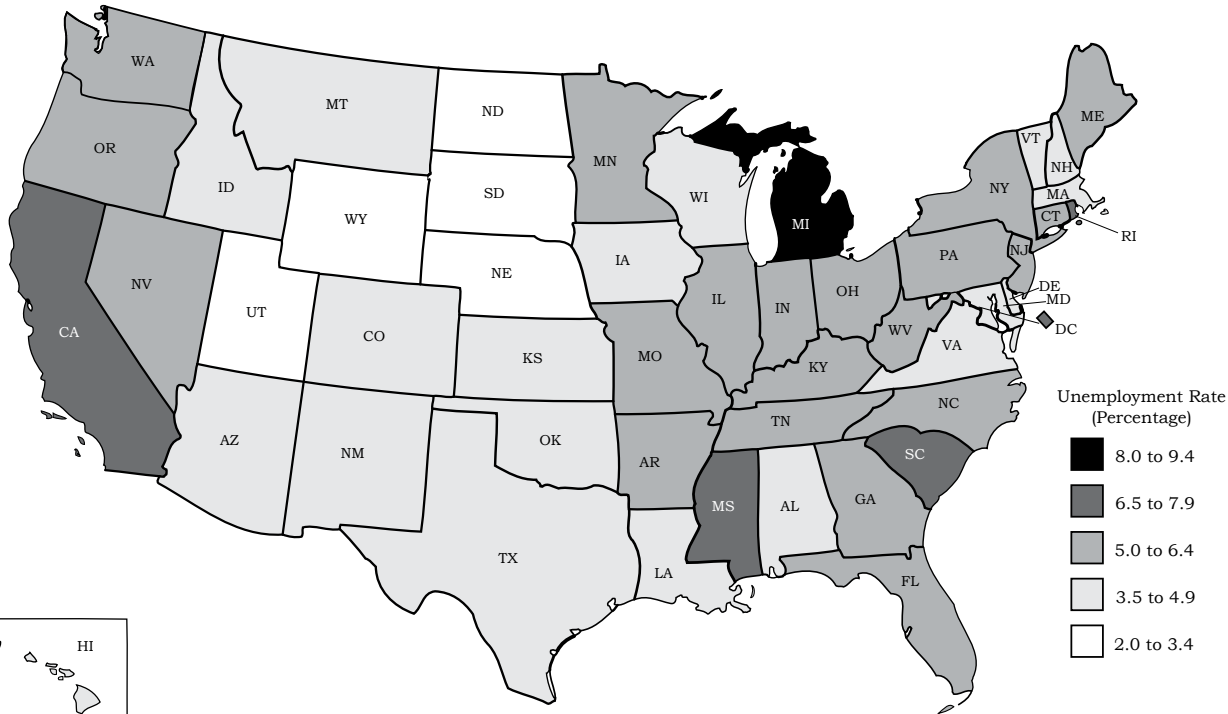 WA
MT
ND
ME
OR
MN
VT
NH
ID
SD
WI
NY
MA
WY
MI
CT
RI
IA
PA
NJ
NE
NV
IL
IN
OH
DE
MD
UT
DC
CA
CO
WV
VA
KS
MO
KY
NC
Unemployment Rate
(Percentage)
TN
AZ
NM
OK
AR
SC
8.0 to 9.4
MS
AL
GA
6.5 to 7.9
TX
LA
5.0 to 6.4
FL
3.5 to 4.9
HI
2.0 to 3.4